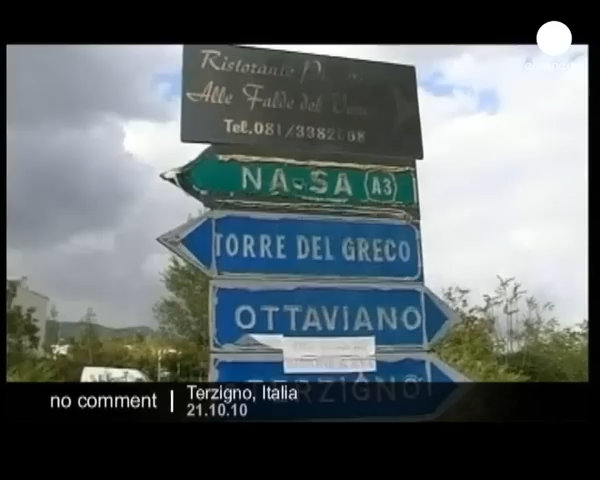 Ristorante
Alle Falde del
Tel.081/3382
NA-SA A3
TORRE DEL GRECO
OTTAVIANO
TERZIGNO
no comment
Terzigno, Italia
21.10.10